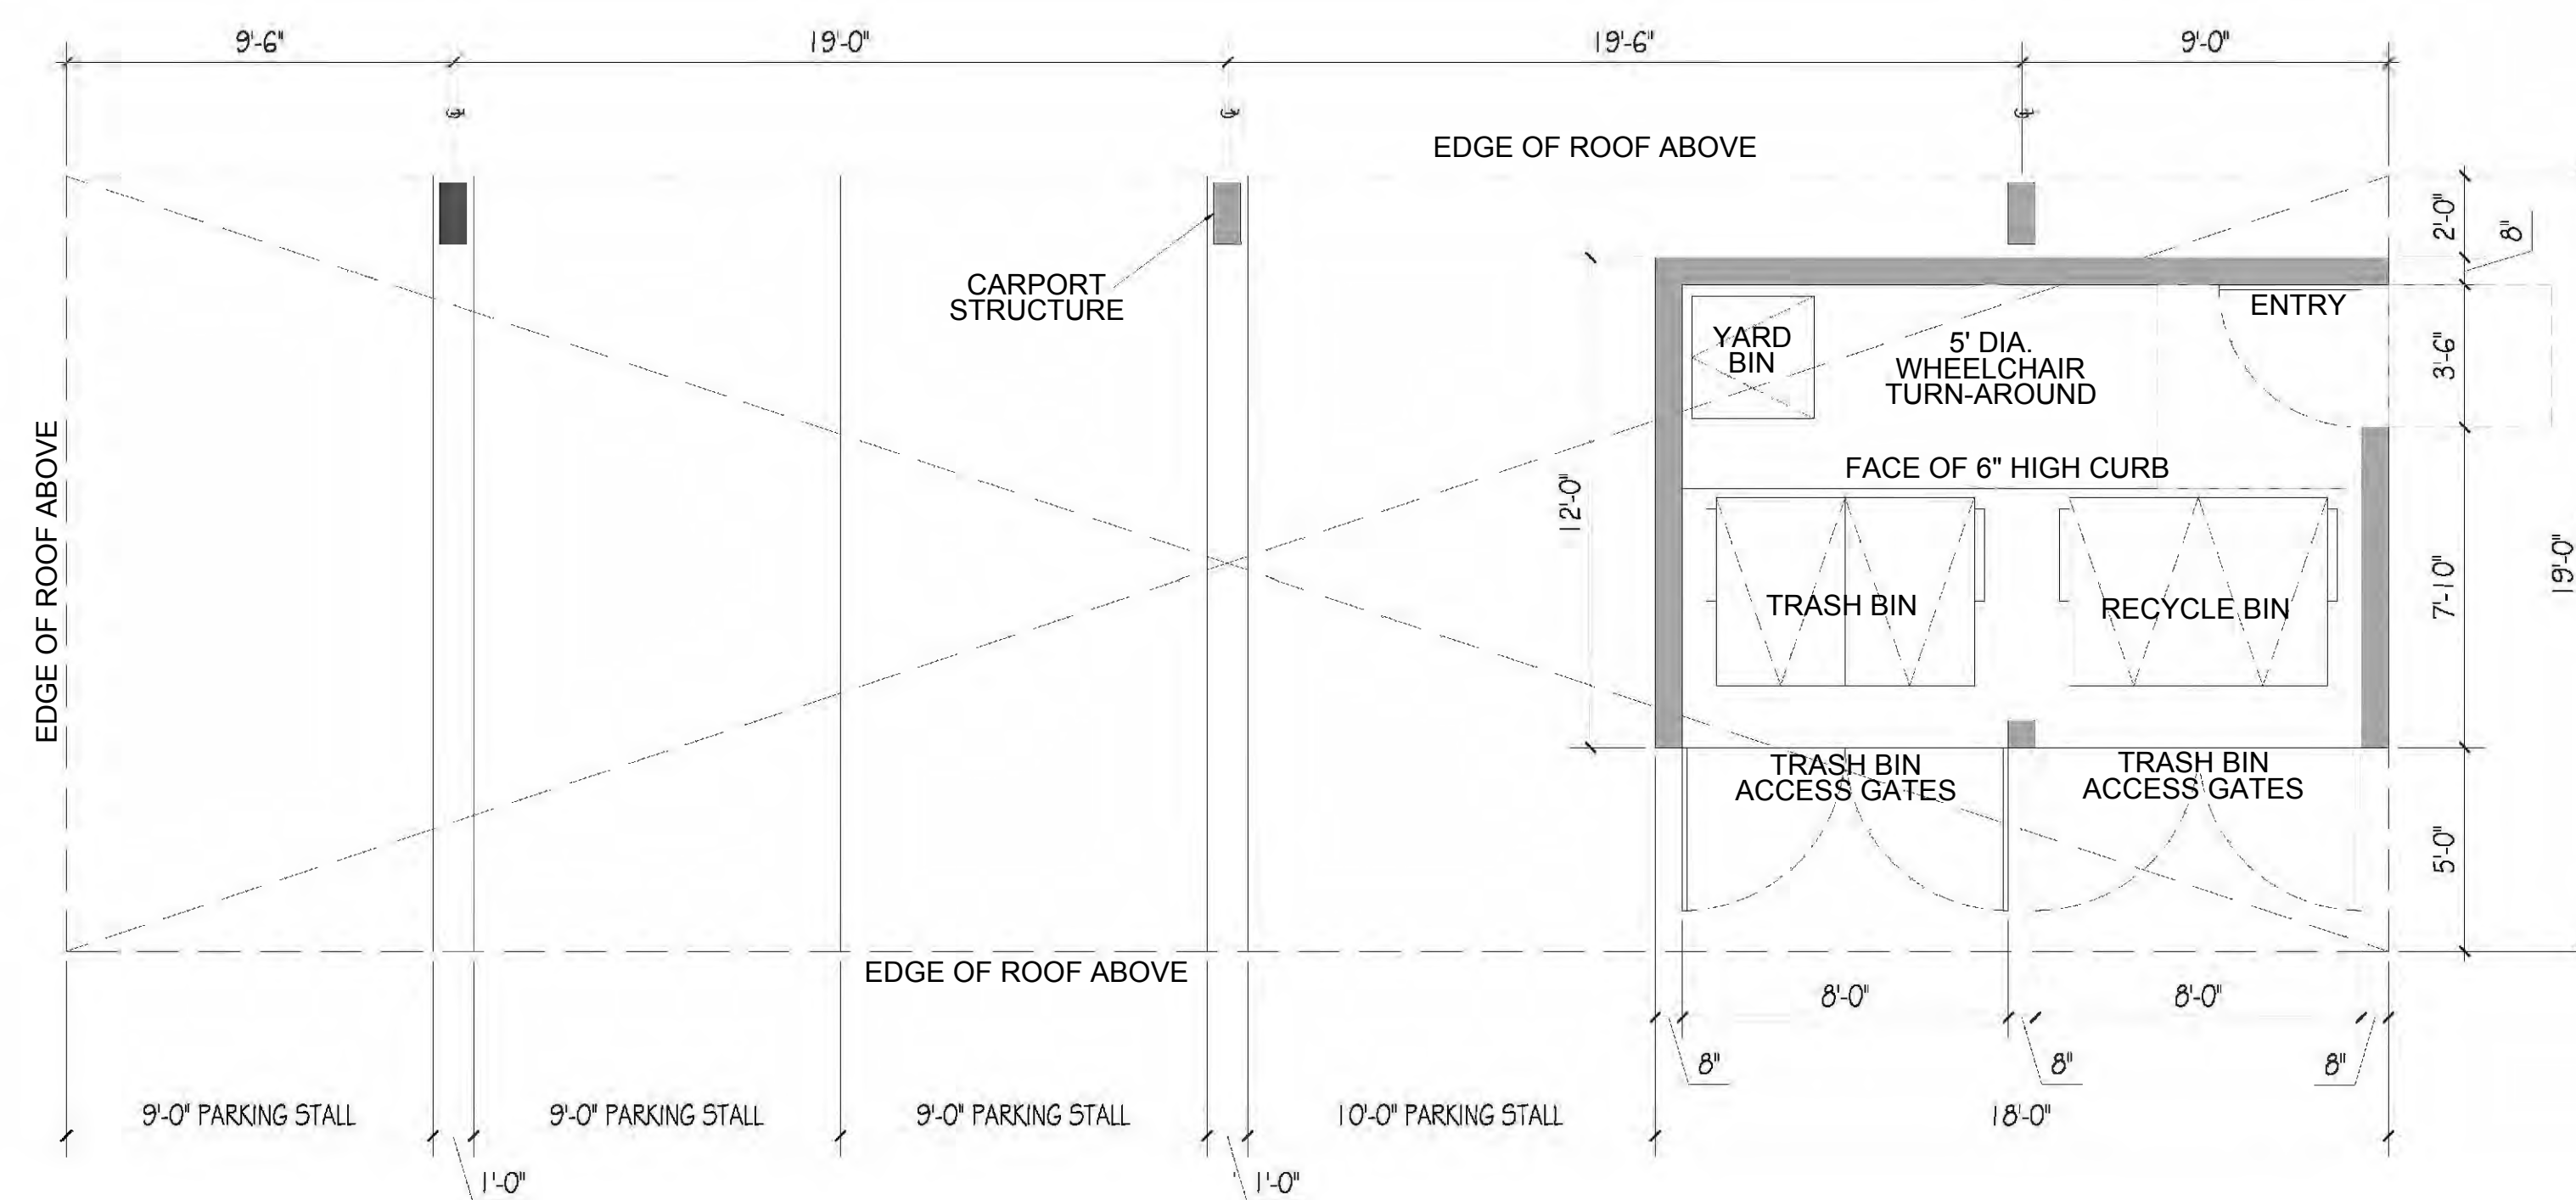 9'-6"
19'-0"
19'-6"
9'-0"
℄
℄
℄
EDGE OF ROOF ABOVE
2'-0"
8"
CARPORT
STRUCTURE
ENTRY
YARD
BIN
5' DIA.
WHEELCHAIR
TURN-AROUND
3'-6"
EDGE OF ROOF ABOVE
FACE OF 6" HIGH CURB
12'-0"
TRASH BIN
RECYCLE BIN
7'-10"
19'-0"
TRASH BIN
ACCESS GATES
TRASH BIN
ACCESS GATES
5'-0"
EDGE OF ROOF ABOVE
8'-0"
8'-0"
8"
8"
8"
9'-0" PARKING STALL
9'-0" PARKING STALL
9'-0" PARKING STALL
10'-0" PARKING STALL
18'-0"
1'-0"
1'-0"